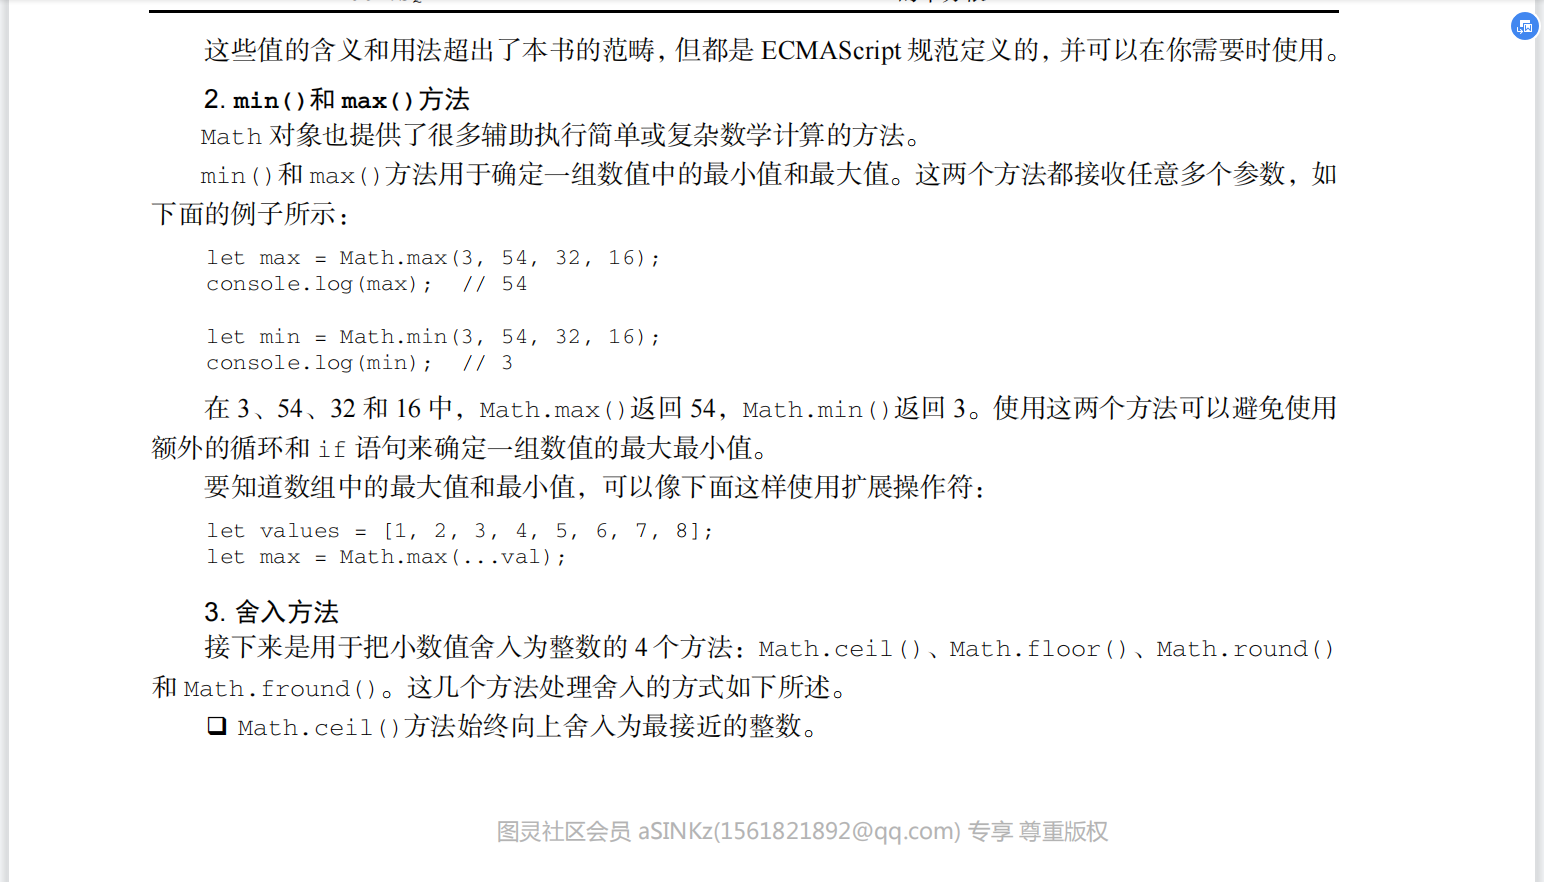 这些值的含义和用法超出了本书的范畴，但都是 ECMAScript 规范定义的，并可以在你需要时使用。
2. min()和 max()方法
Math 对象也提供了很多辅助执行简单或复杂数学计算的方法。
min()和 max()方法用于确定一组数值中的最小值和最大值。这两个方法都接收任意多个参数，如
下面的例子所示：
let max = Math.max(3, 54, 32, 16);
console.log(max);  // 54
let min = Math.min(3, 54, 32, 16);
console.log(min);  // 3
在 3、54、32 和 16 中，Math.max()返回 54，Math.min()返回 3。使用这两个方法可以避免使用
额外的循环和 if 语句来确定一组数值的最大最小值。
要知道数组中的最大值和最小值，可以像下面这样使用扩展操作符：
let values = [1, 2, 3, 4, 5, 6, 7, 8];
let max = Math.max(...val);
3. 舍入方法
接下来是用于把小数值舍入为整数的 4 个方法：Math.ceil()、Math.floor()、Math.round()
和 Math.fround()。这几个方法处理舍入的方式如下所述。
❑ Math.ceil()方法始终向上舍入为最接近的整数。
图灵社区会员 aSINKz(1561821892@qq.com) 专享 尊重版权